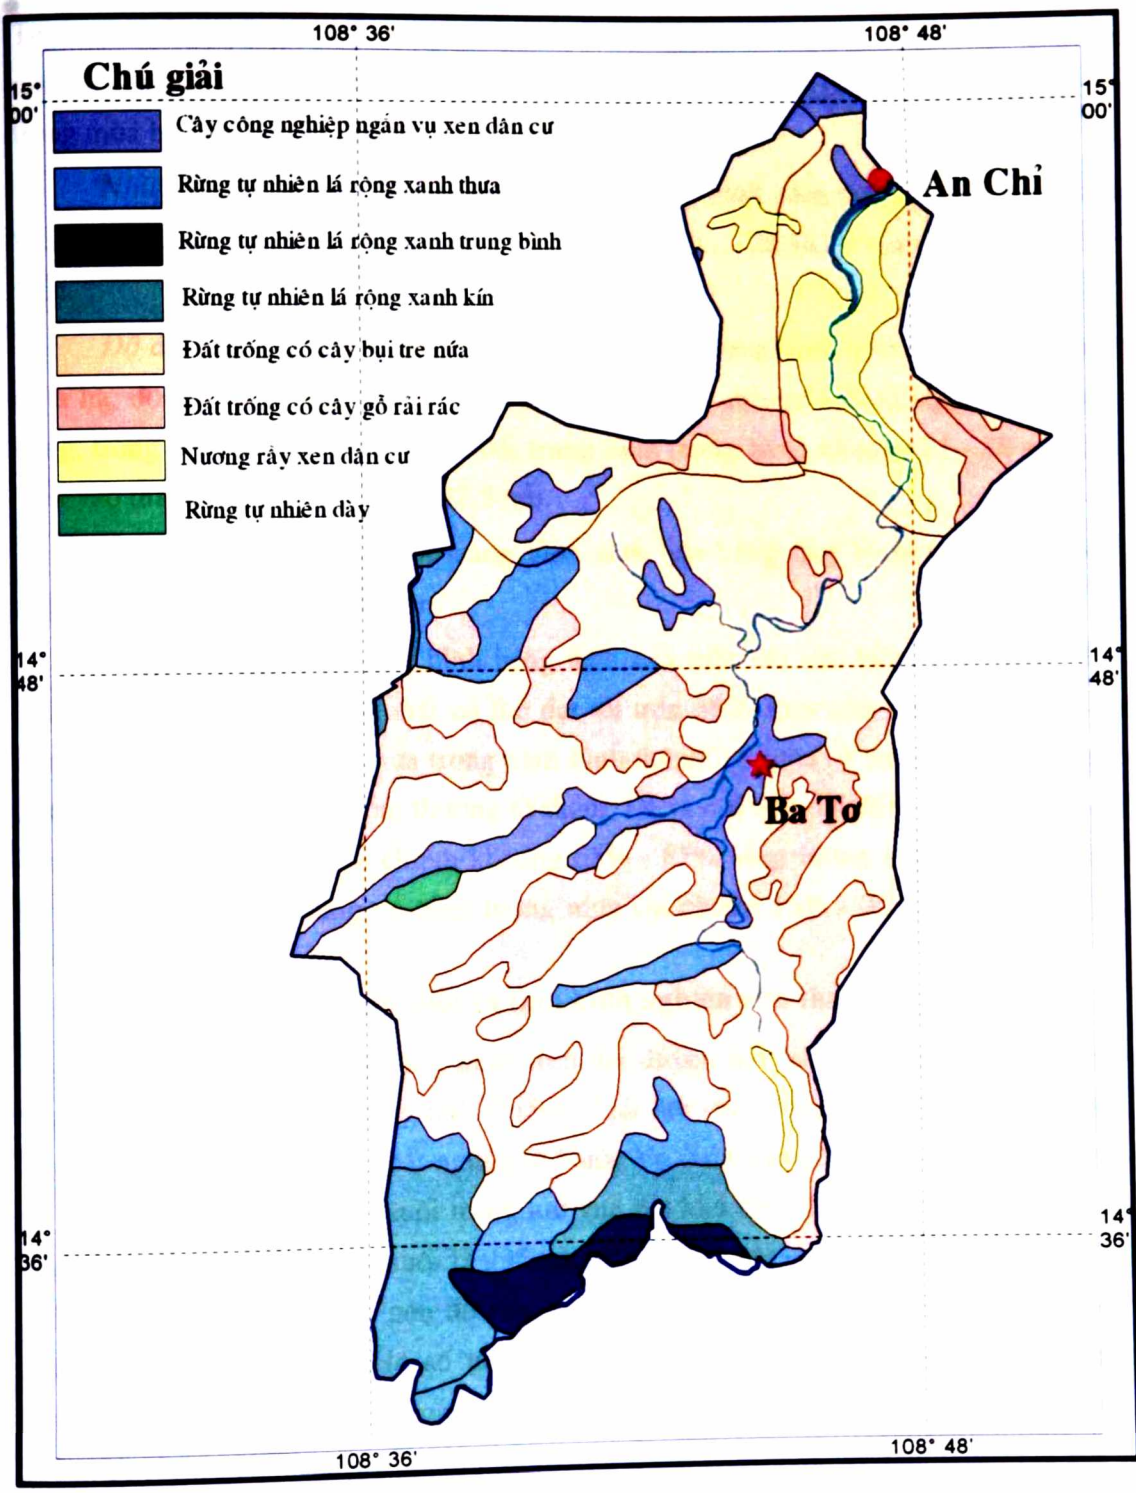 108° 36'
108° 48'
Chú giải
15°
00'
15°
00'
Cây công nghiệp ngắn vụ xen dân cư
Rừng tự nhiên lá rộng xanh thưa
An Chỉ
Rừng tự nhiên lá rộng xanh trung bình
Rừng tự nhiên lá rộng xanh kín
Đất trống có cây bụi tre nứa
Đất trống có cây gỗ rải rác
Nương rẫy xen dân cư
Rừng tự nhiên dày
14°
48'
14°
48'
Ba Tơ
14°
36'
14°
36'
108° 36'
108° 48'